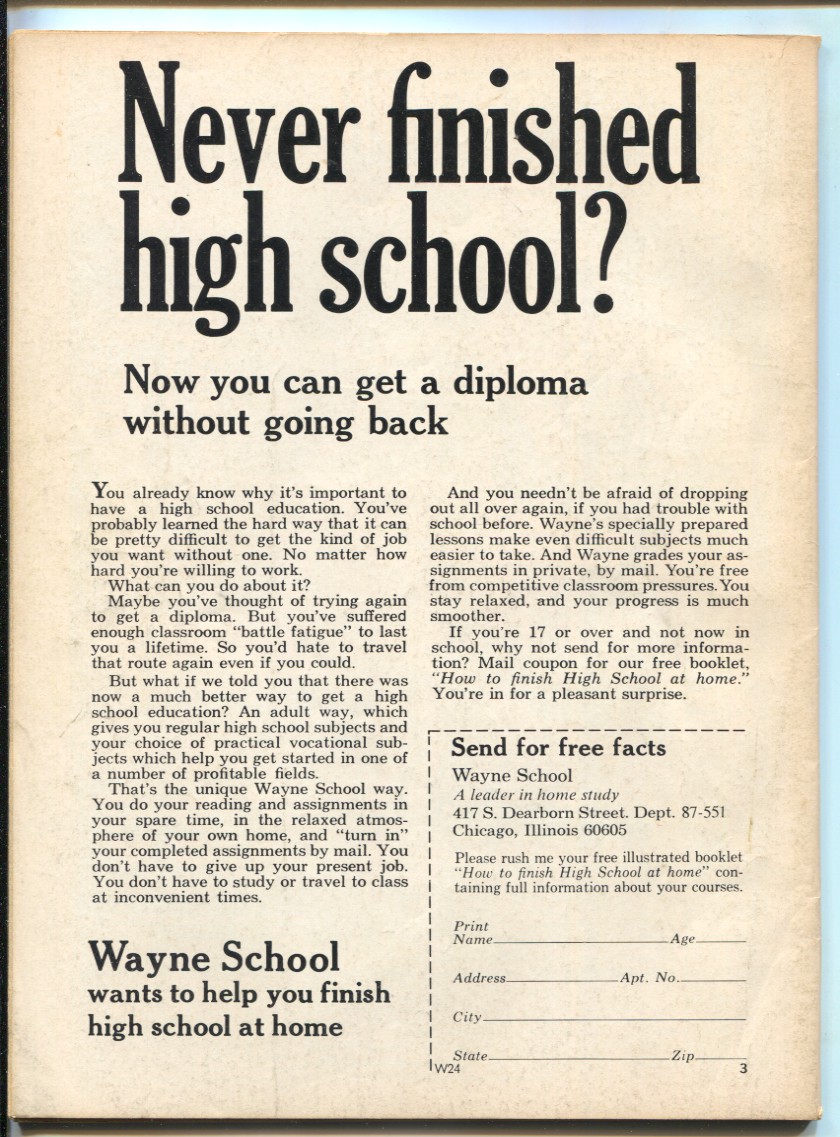 Never finished
high school?
Now you can get a diploma
without going back
You already know why it's important to
have a high school education. You've
probably learned the hard way that it can
be pretty difficult to get the kind of job
you want without one. No matter how
hard you're willing to work.
What can you do about it?
Maybe you've thought of trying again
to get a diploma. But you've suffered
enough classroom "battle fatigue" to last
you a lifetime. So you'd hate to travel
that route again even if you could.
But what if we told you that there was
now a much better way to get a high
school education? An adult way, which
gives you regular high school subjects and
your choice of practical vocational sub-
jects which help you get started in one of
a number of profitable fields.
That's the unique Wayne School way.
You do your reading and assignments in
your spare time, in the relaxed atmos-
phere of your own home, and "turn in"
your completed assignments by mail. You
don't have to give up your present job.
You don't have to study or travel to class
at inconvenient times.
Wayne School
wants to help you finish
high school at home
And you needn't be afraid of dropping
out all over again, if you had trouble with
school before. Wayne's specially prepared
lessons make even difficult subjects much
easier to take. And Wayne grades your as-
signments in private, by mail. You're free
from competitive classroom pressures. You
stay relaxed, and your progress is much
smoother.
If you're 17 or over and not now in
school, why not send for more informa-
tion? Mail coupon for our free booklet,
"How to finish High School at home."
You're in for a pleasant surprise.
Send for free facts
Wayne School
A leader in home study
417 S. Dearborn Street. Dept. 87-551
Chicago, Illinois 60605
Please rush me your free illustrated booklet
"How to finish High School at home" con-
taining full information about your courses.
Print
Name Age
Address Apt. No.
City
State Zip
W24 3